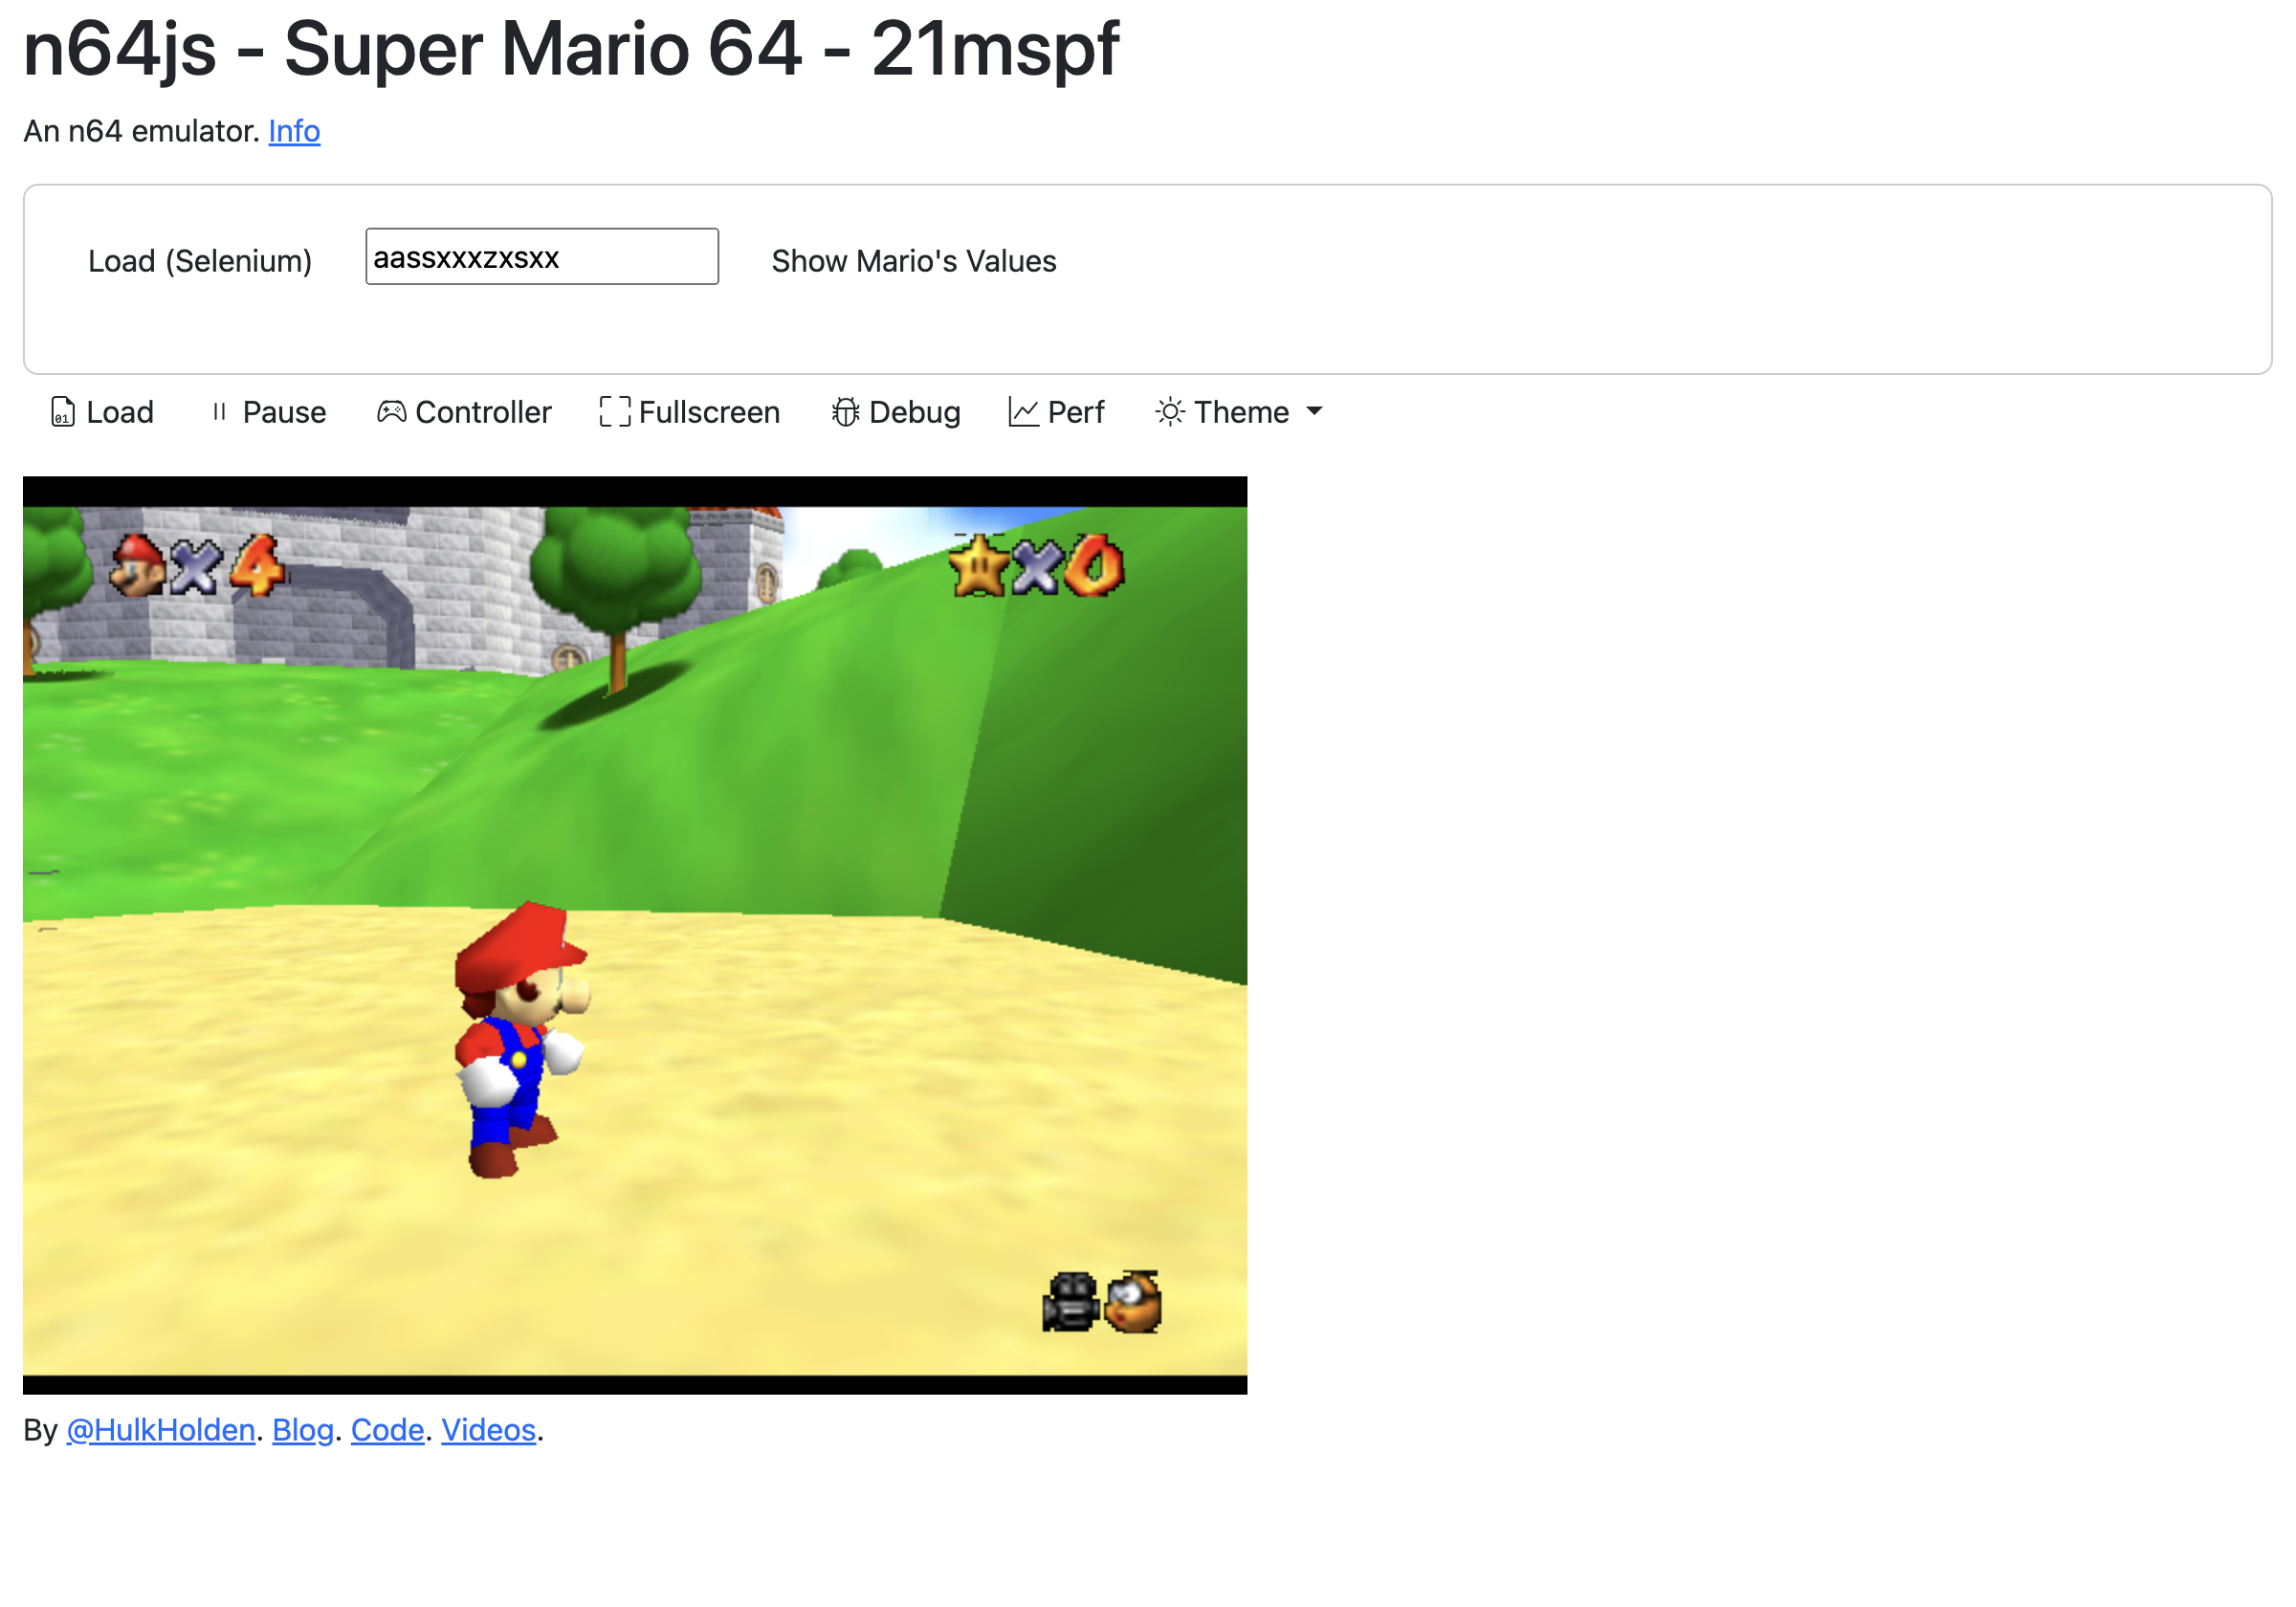 n64js - Super Mario 64 - 21mspf
An n64 emulator. Info
Load (Selenium) aassxxxzxsxx Show Mario's Values
Load Pause Controller Fullscreen Debug Perf Theme
×4 ×0
By @HulkHolden. Blog. Code. Videos.